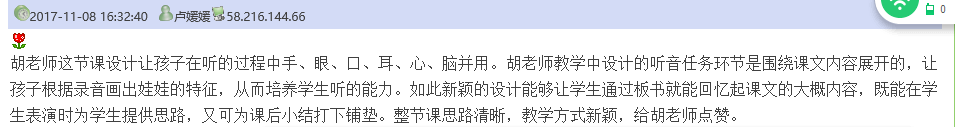 2017-11-08 16:32:40 卢媛媛 58.216.144.66
0
胡老师这节课设计让孩子在听的过程中手、眼、口、耳、心、脑并用。胡老师教学中设计的听音任务环节是围绕课文内容展开的，让
孩子根据录音画出娃娃的特征，从而培养学生听的能力。如此新颖的设计能够让学生通过板书就能回忆起课文的大概内容，既能在学
生表演时为学生提供思路，又可为课后小结打下铺垫。整节课思路清晰，教学方式新颖，给胡老师点赞。